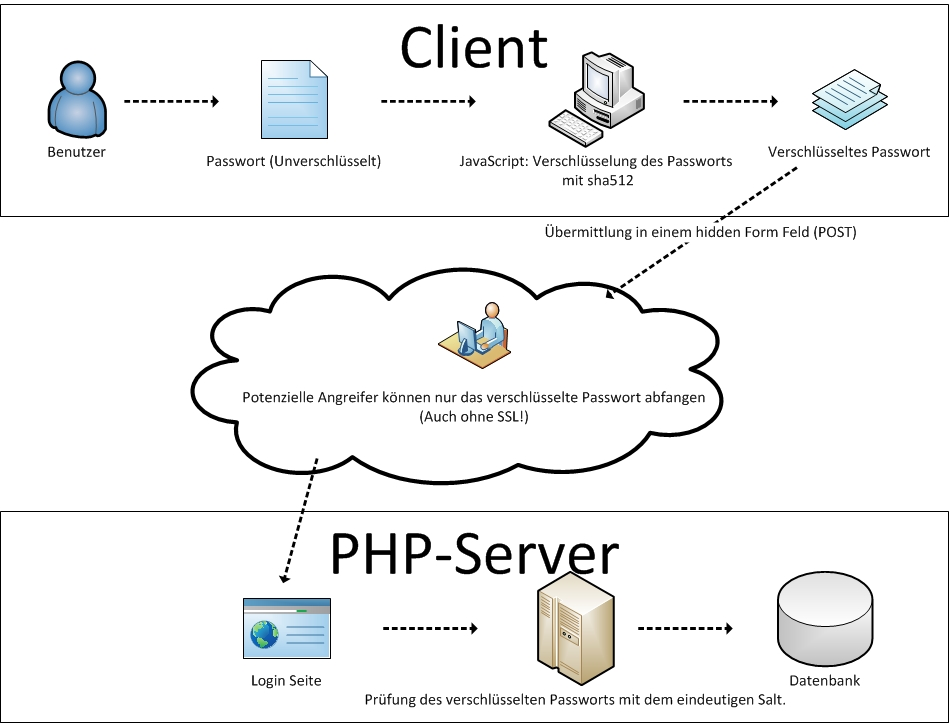 Client
Benutzer
Passwort (Unverschlüsselt)
JavaScript: Verschlüsselung des Passworts
mit sha512
Verschlüsseltes Passwort
Übermittlung in einem hidden Form Feld (POST)
Potenzielle Angreifer können nur das verschlüsselte Passwort abfangen
(Auch ohne SSL!)
PHP-Server
Login Seite
Prüfung des verschlüsselten Passworts mit dem eindeutigen Salt.
Datenbank